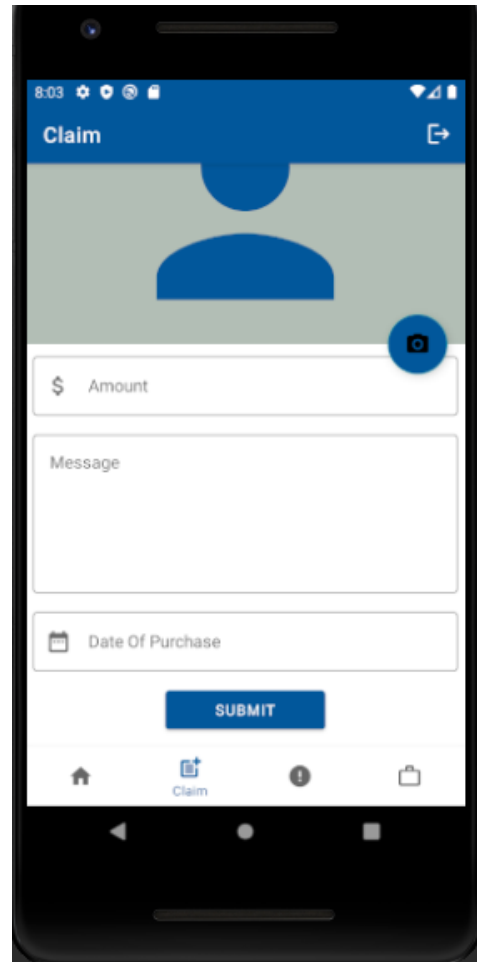 8:03
Claim
$ Amount
Message
Date Of Purchase
SUBMIT
Claim